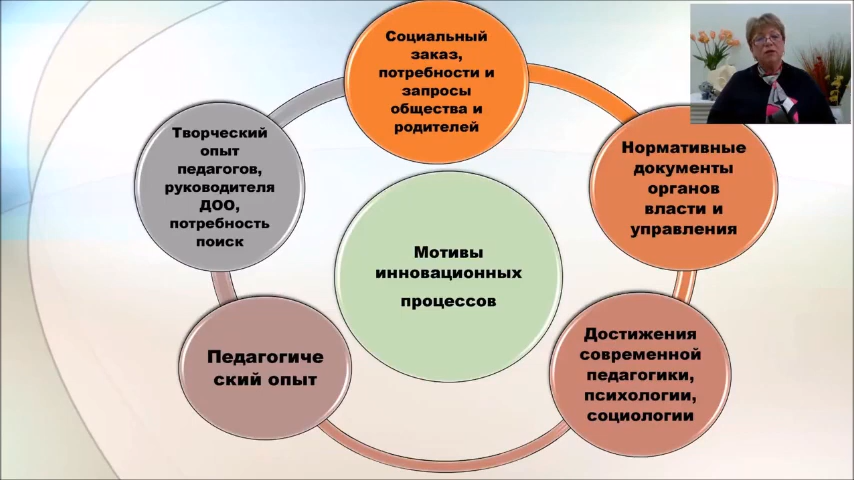 Социальный
заказ,
потребности и
запросы
общества и
родителей
Нормативные
документы
органов
власти и
управления
Достижения
современной
педагогики,
психологии,
социологии
Педагогиче
ский опыт
Творческий
опыт
педагогов,
руководителя
ДОО,
потребность
поиск
Мотивы
инновационных
процессов